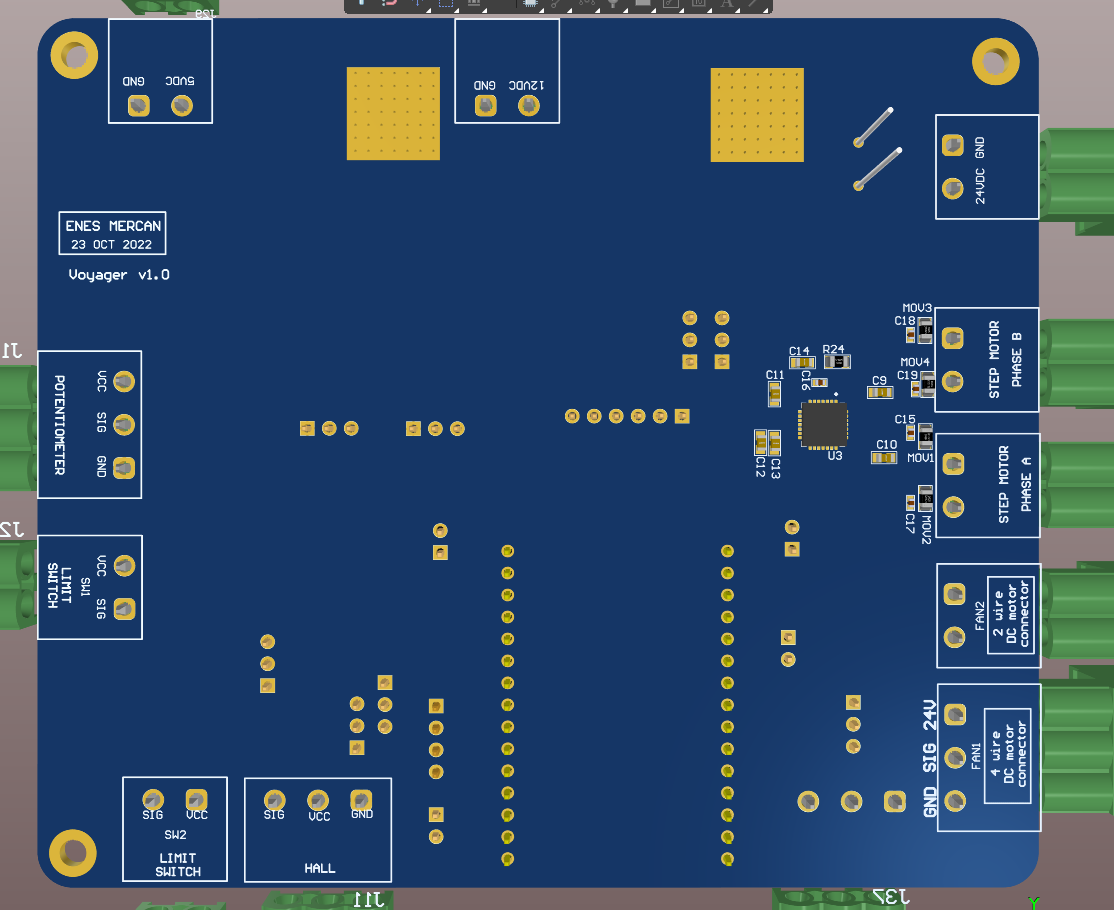 J29
GND 5VDC
GND 12VDC
24VDC GND
ENES MERCAN
23 OCT 2022
Voyager v1.0
MOV3
C18
STEP MOTOR
PHASE B
MOV4
C19
C14
R24
C16
C11
C9
J1
POTENTIOMETER
VCC
SIG
GND
C15
MOV1
C10
U3
C12
C13
STEP MOTOR
PHASE A
C17
MOV2
J2
LIMIT
SWITCH
SW1
VCC
SIG
FAN2
2 wire
DC motor
connector
GND SIG 24V
FAN1
4 wire
DC motor
connector
SIG VCC
SW2
LIMIT
SWITCH
SIG VCC GND
HALL
J11
J32
Y